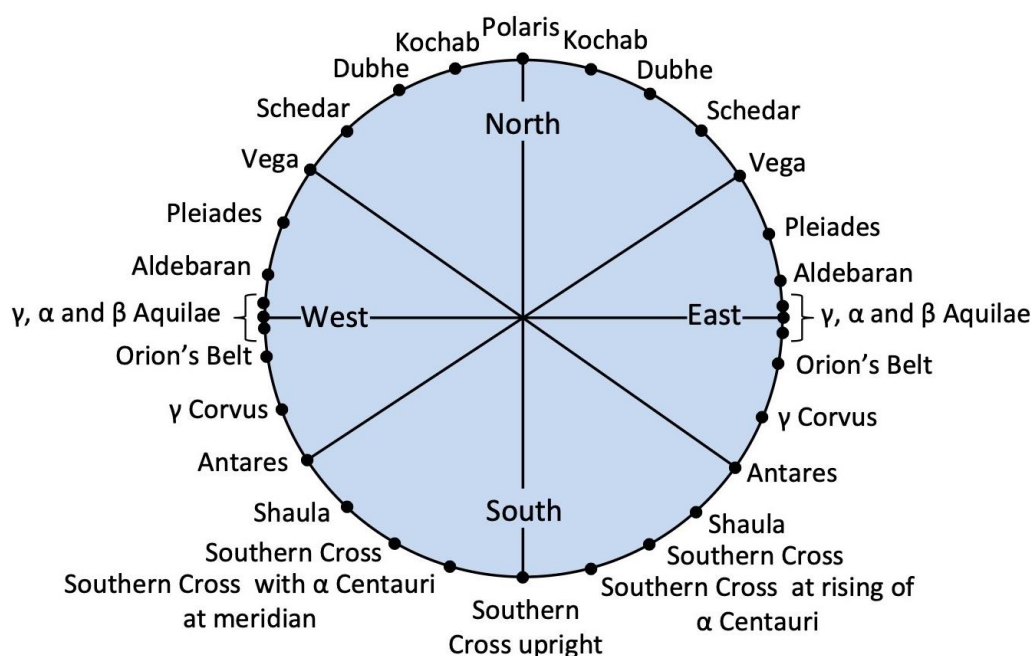 Polaris
Kochab
Kochab
Dubhe
Dubhe
Schedar
Schedar
North
Vega
Vega
Pleiades
Pleiades
Aldebaran
Aldebaran
γ, α and β Aquilae
West
East
γ, α and β Aquilae
Orion’s Belt
Orion’s Belt
γ Corvus
γ Corvus
Antares
Antares
Shaula
South
Shaula
Southern Cross
Southern Cross
Southern Cross with α Centauri
at meridian
Southern
Cross upright
Southern Cross at rising of
α Centauri